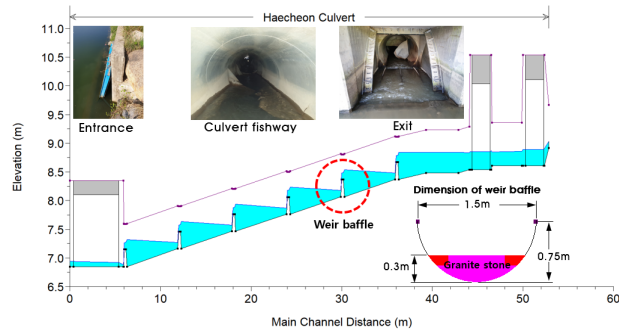 Haecheon Culvert
11.0
10.5
10.0
9.5
9.0
8.5
8.0
7.5
7.0
6.5
Elevation (m)
Entrance
Culvert fishway
Exit
Weir baffle
Dimension of weir baffle
1.5m
Granite stone
0.3m
0.75m
0
10
20
30
40
50
60
Main Channel Distance (m)